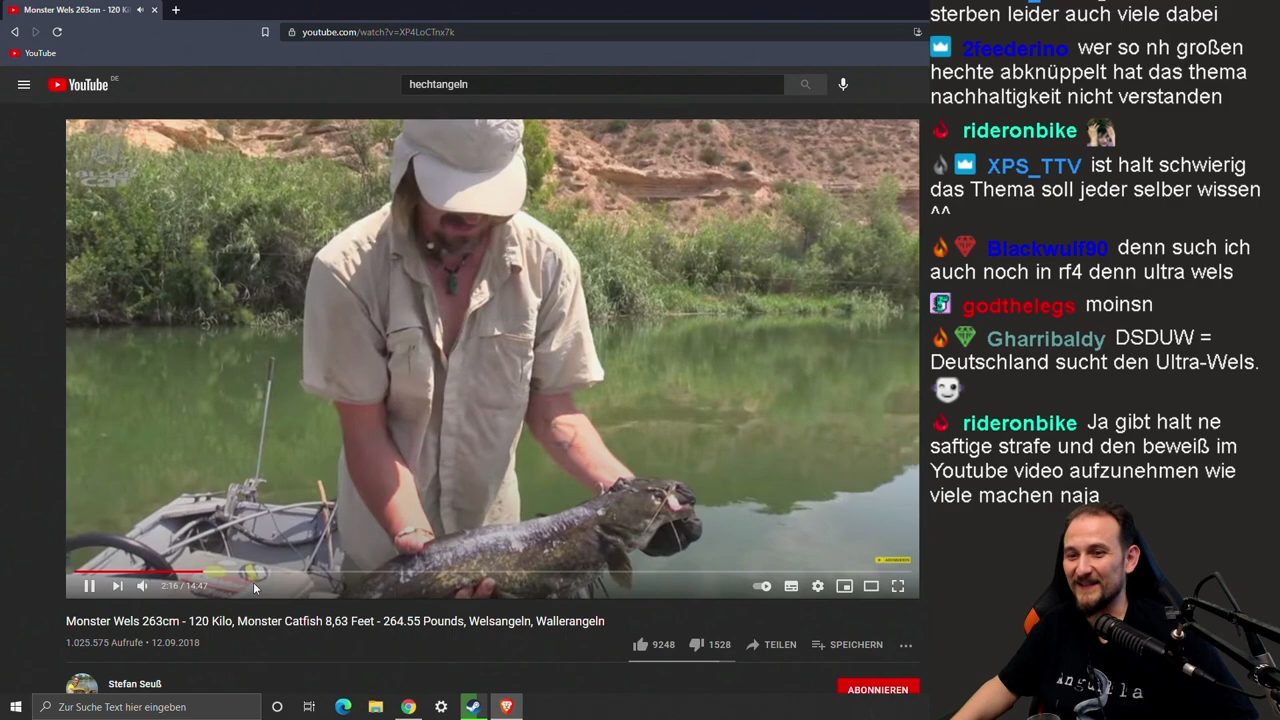 Monster Wels 263cm - 120 Kil
youtube.com/watch?v=XP4LoCTnx7k
YouTube
YouTube DE
hechtangeln
CAT
ABONNIEREN
2:16 / 14:47
Monster Wels 263cm - 120 Kilo, Monster Catfish 8,63 Feet - 264.55 Pounds, Welsangeln, Wallerangeln
1.025.575 Aufrufe • 12.09.2018
9248
1528
TEILEN
SPEICHERN
Stefan Seuß
ABONNIEREN
Zur Suche Text hier eingeben
sterben leider auch viele dabei
2feederino wer so nh großen
hechte abknüppelt hat das thema
nachhaltigkeit nicht verstanden
rideronbike
XPS_TTV ist halt schwierig
das Thema soll jeder selber wissen
^^
Blackwulf90 denn such ich
auch noch in rf4 denn ultra wels
godthelegs moinsn
Gharribaldy DSDUW =
Deutschland sucht den Ultra-Wels.
rideronbike Ja gibt halt ne
saftige strafe und den beweiß im
Youtube video aufzunehmen wie
viele machen naja